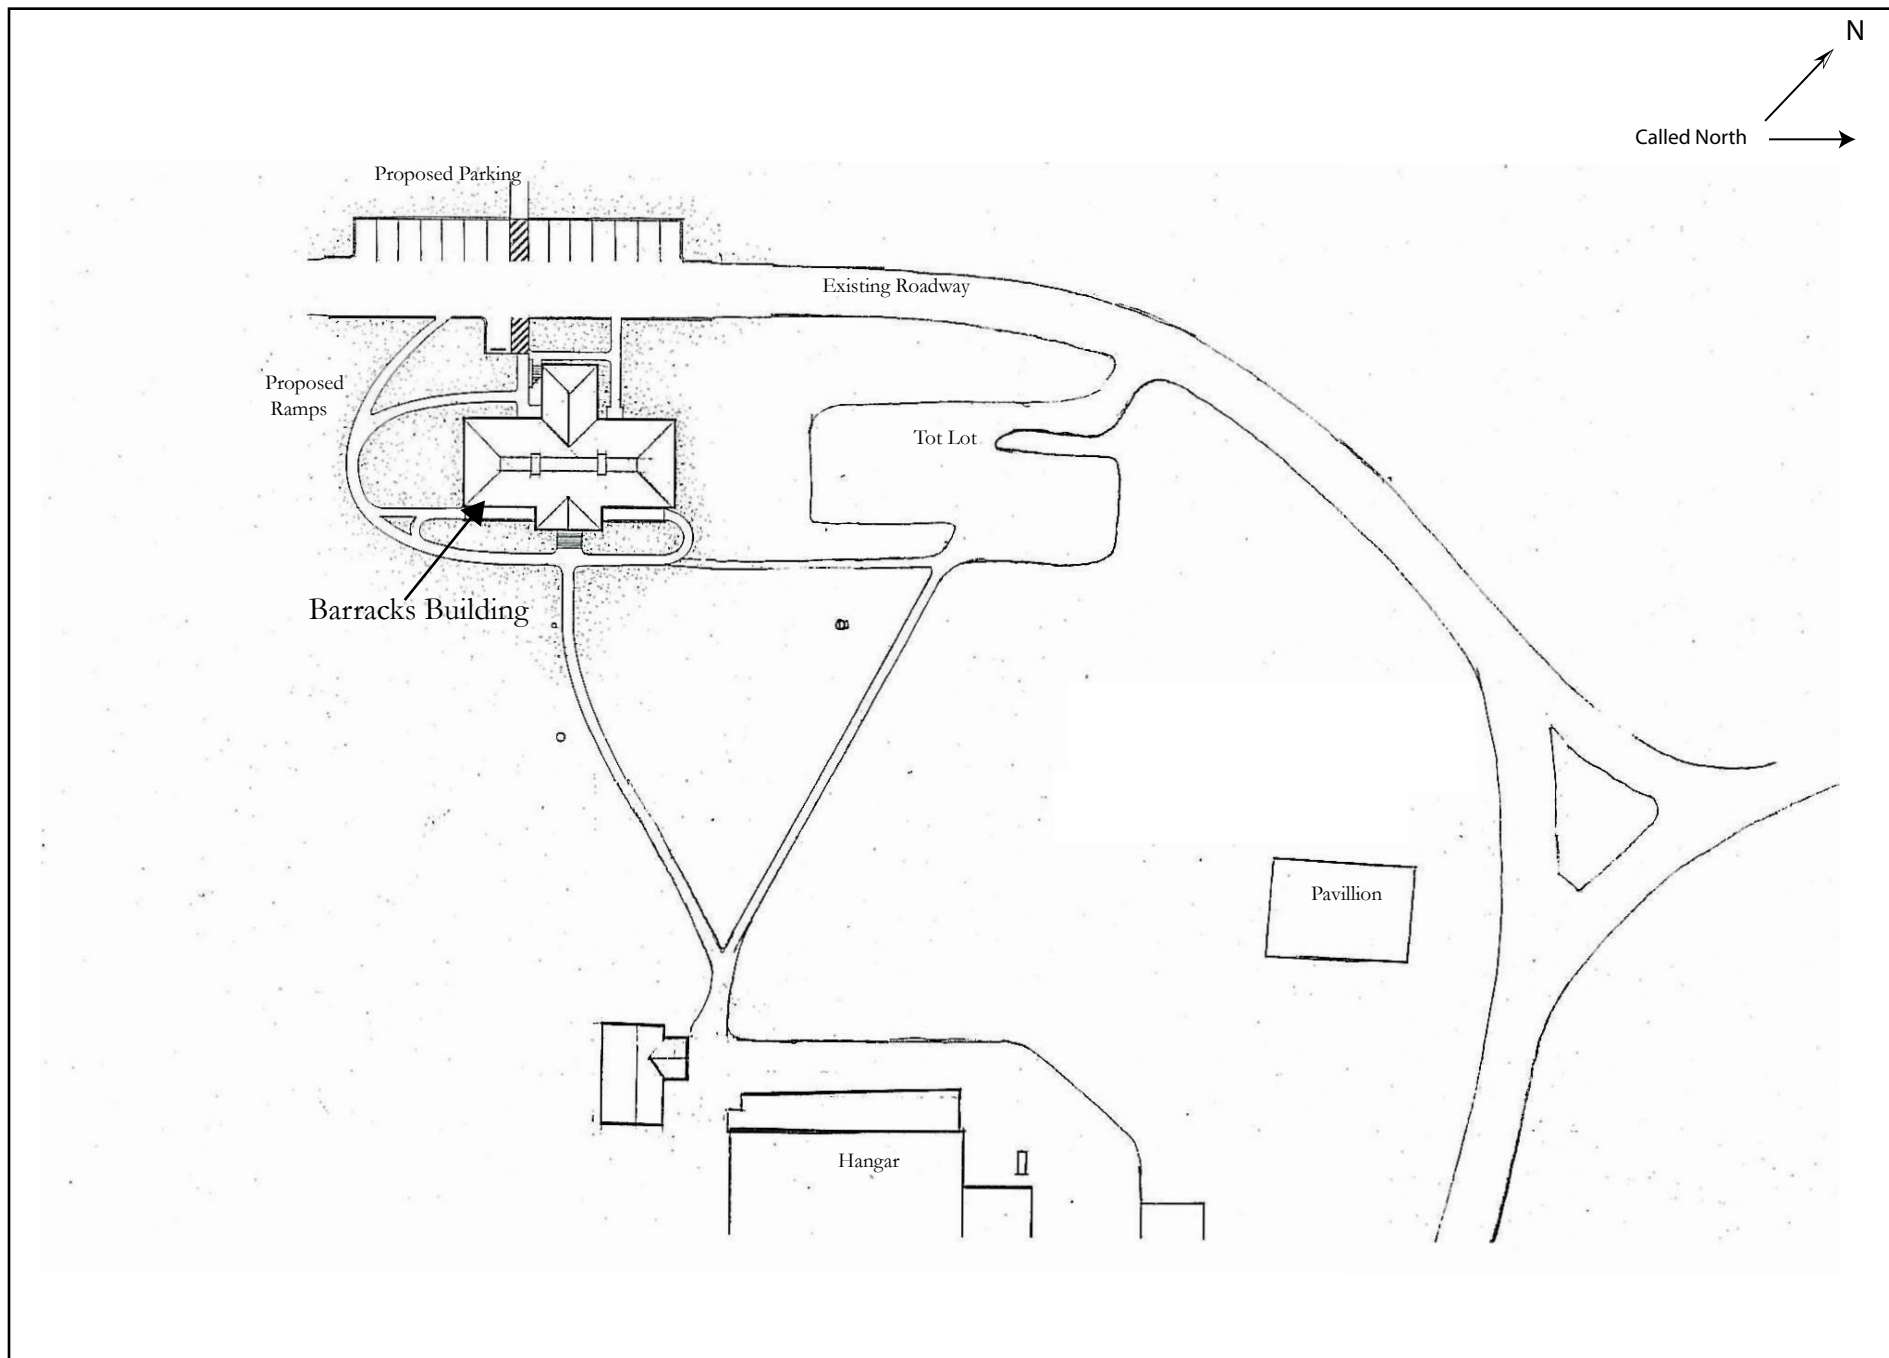 N
Called North
Proposed Parking
Existing Roadway
Proposed
Ramps
Tot Lot
Barracks Building
Pavillion
Hangar